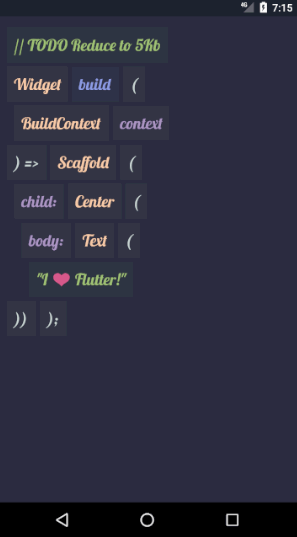 4G 7:15
// TODO Reduce to 5Kb
Widget build (
BuildContext context
) => Scaffold (
child: Center (
body: Text (
"I ❤ Flutter!"
)) );